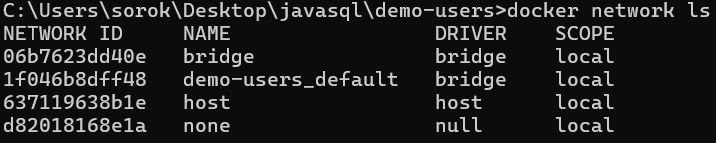 C:\Users\sorok\Desktop\javasql\demo-users>docker network ls
NETWORK ID     NAME                 DRIVER    SCOPE
06b7623dd40e   bridge               bridge    local
1f046b8dff48   demo-users_default   bridge    local
637119638b1e   host                 host      local
d82018168e1a   none                 null      local